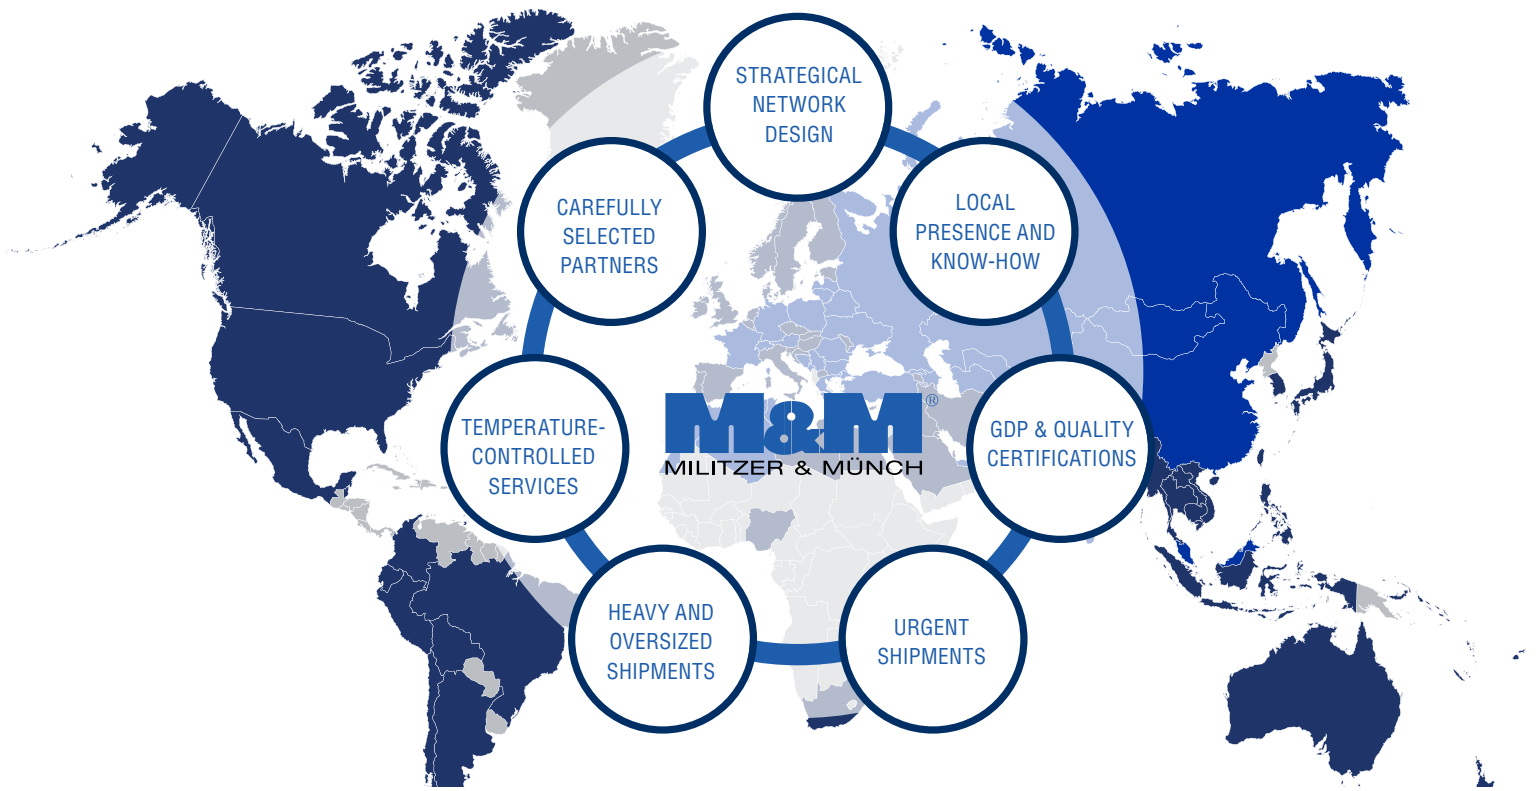 STRATEGICAL
NETWORK
DESIGN
CAREFULLY
SELECTED
PARTNERS
LOCAL
PRESENCE AND
KNOW-HOW
TEMPERATURE-
CONTROLLED
SERVICES
M&M®
MILITZER & MÜNCH
GDP & QUALITY
CERTIFICATIONS
HEAVY AND
OVERSIZED
SHIPMENTS
URGENT
SHIPMENTS